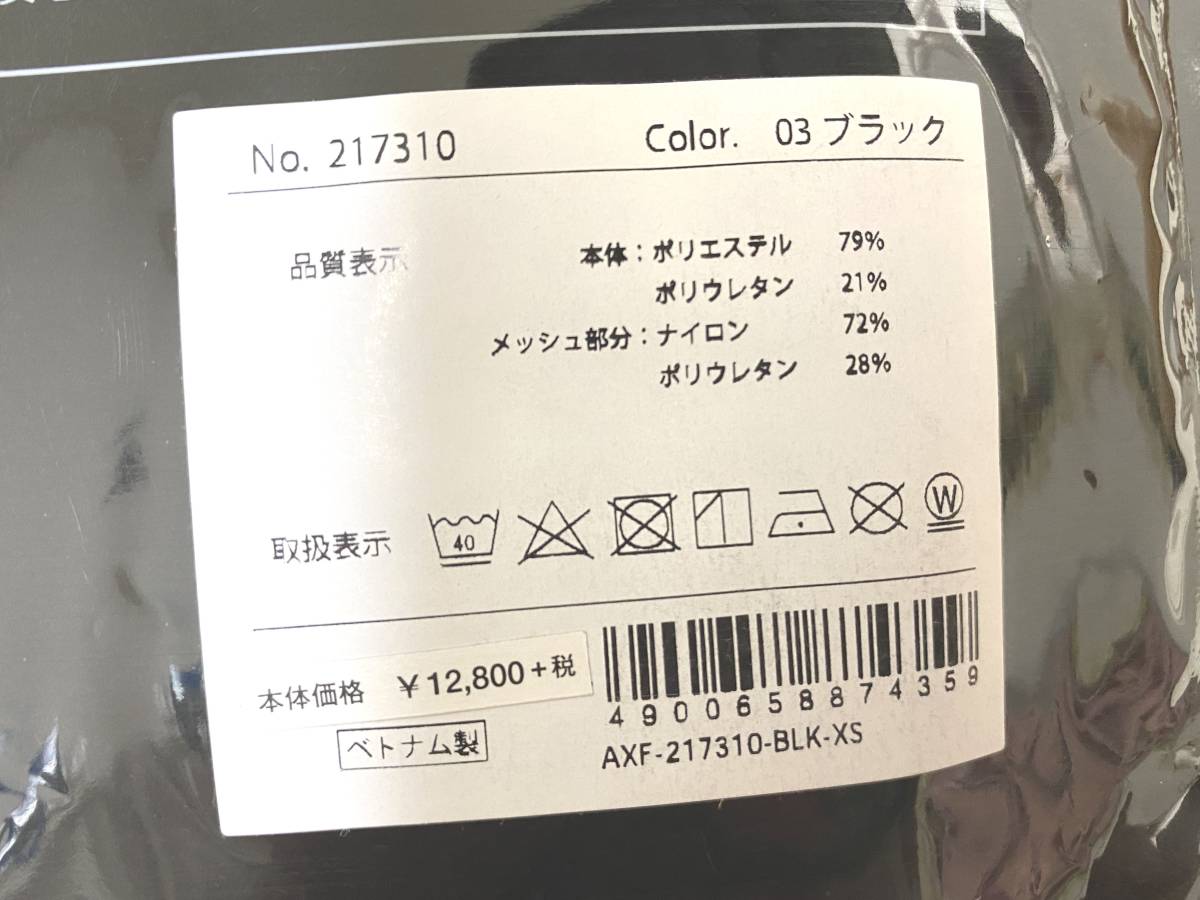 No. 217310 Color. 03 ブラック
品質表示 本体：ポリエステル 79%
ポリウレタン 21%
メッシュ部分：ナイロン 72%
ポリウレタン 28%
取扱表示 40 W
本体価格 ¥12,800+税
ベトナム製
4900658874359
AXF-217310-BLK-XS